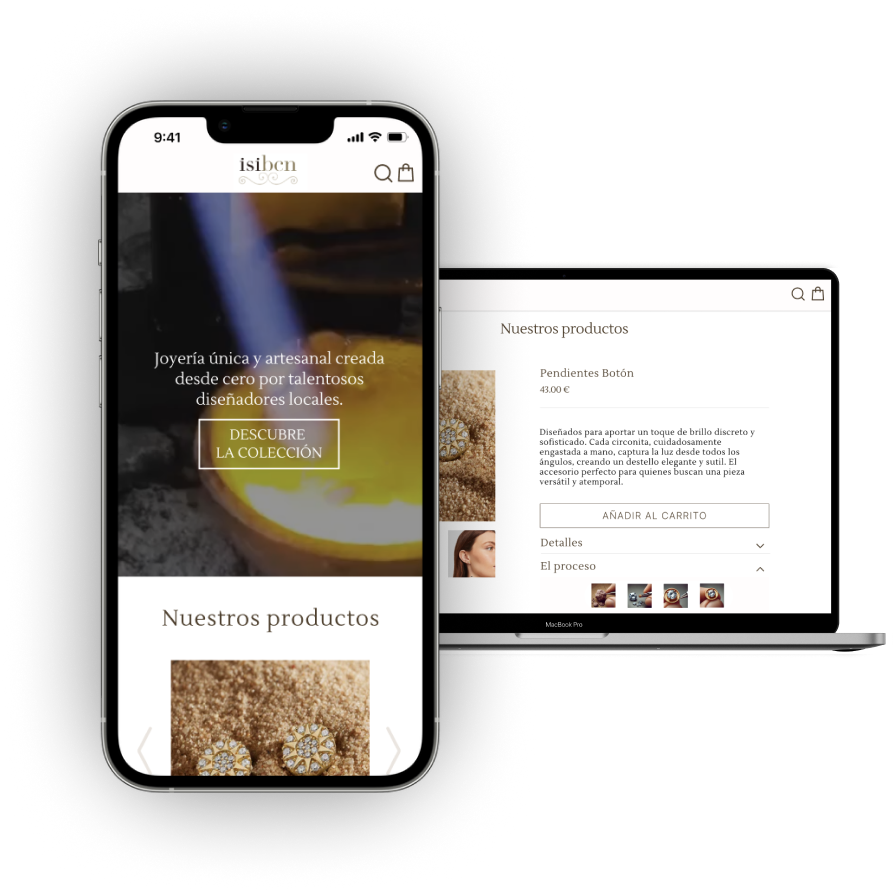 9:41
isibcn
Joyería única y artesanal creada
desde cero por talentosos
diseñadores locales.
DESCUBRE
LA COLECCIÓN
Nuestros productos
Nuestros productos
Pendientes Botón
43.00 €
Diseñados para aportar un toque de brillo discreto y
sofisticado. Cada circonita, cuidadosamente
engastada a mano, captura la luz desde todos los
ángulos, creando un destello elegante y sutil. El
accesorio perfecto para quienes buscan una pieza
versátil y atemporal.
AÑADIR AL CARRITO
Detalles
El proceso
MacBook Pro